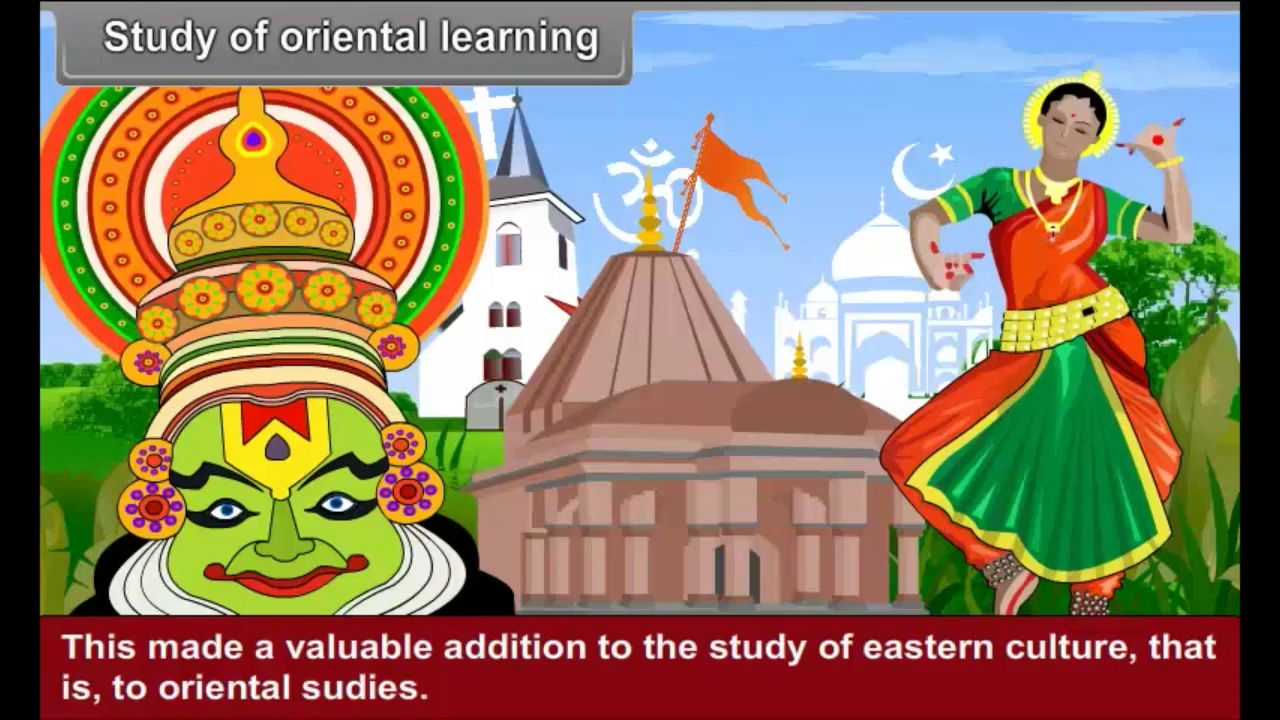 Study of oriental learning
ॐ
This made a valuable addition to the study of eastern culture, that
is, to oriental sudies.